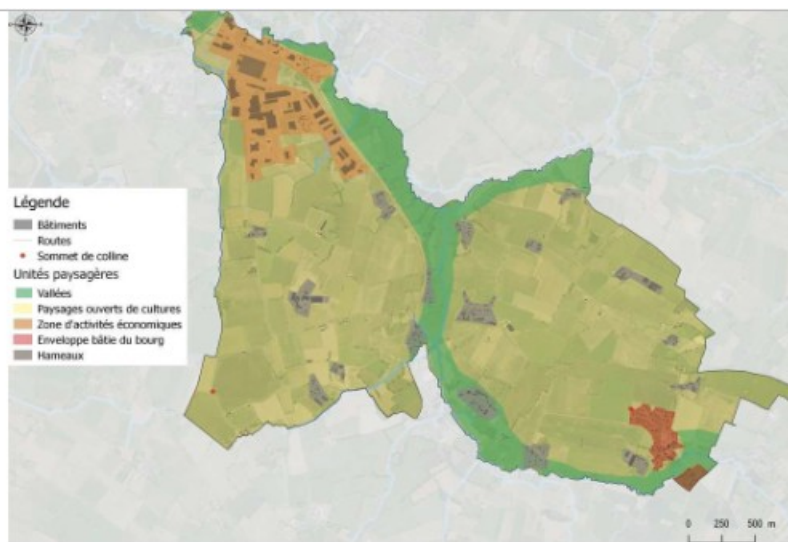 Légende
Bâtiments
Routes
Sommet de colline
Unités paysagères
Vallées
Paysages ouverts de cultures
Zone d'activités économiques
Enveloppe bâtie du bourg
Hameaux
0 250 500 m